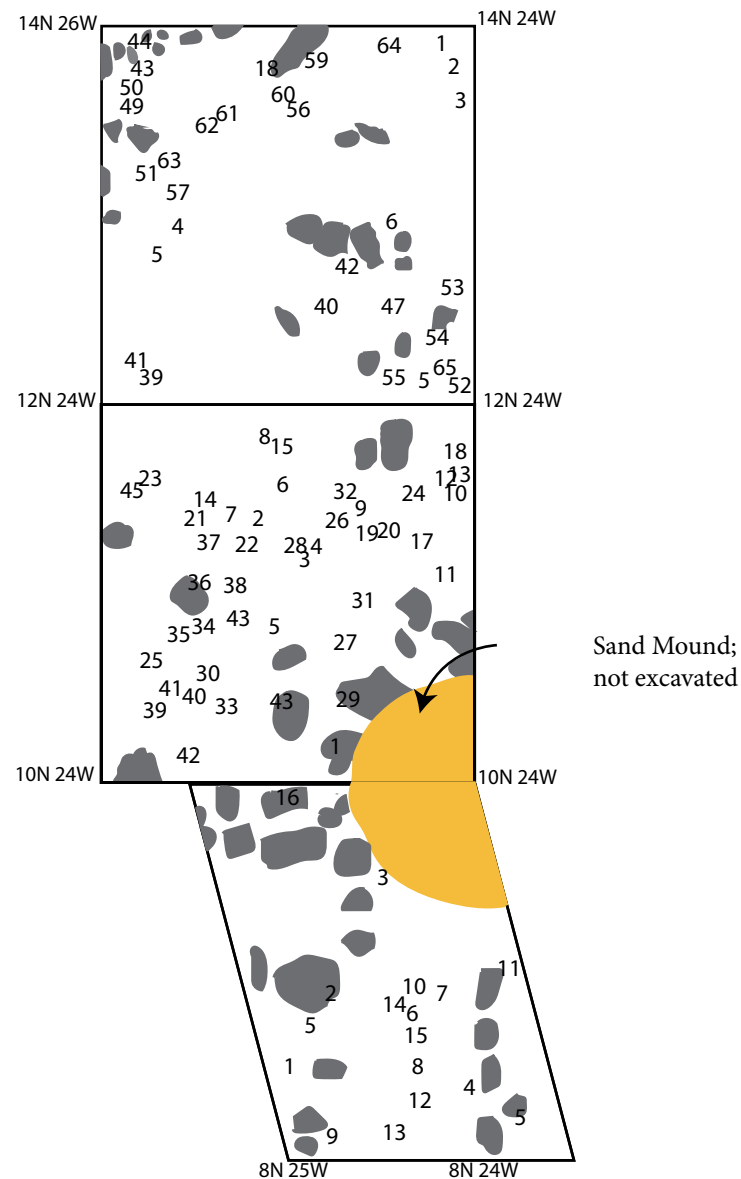 14N 26W 14N 24W
44 64 1
43 18 59 2
50 60 3
49 61 56
62
63
51
57
4 6
5 42
53
40 47
54
41 65
39 55 5 52
12N 24W 12N 24W
8 15 18
23 6 12 13
45 14 32 24 10
21 7 2 26 9
37 22 28 4 19 20 17
3
36 38 11
31
35 34 43 5
27
Sand Mound;
not excavated
25
30
41 40 43 29
39 33
42 1
10N 24W 10N 24W
16
3
11
2 10 7
14 6
5 15
1 8
4
12
5
9 13
8N 25W 8N 24W